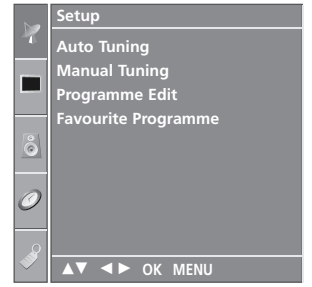 Setup
Auto Tuning
Manual Tuning
Programme Edit
Favourite Programme
▲▼ ◄► OK MENU